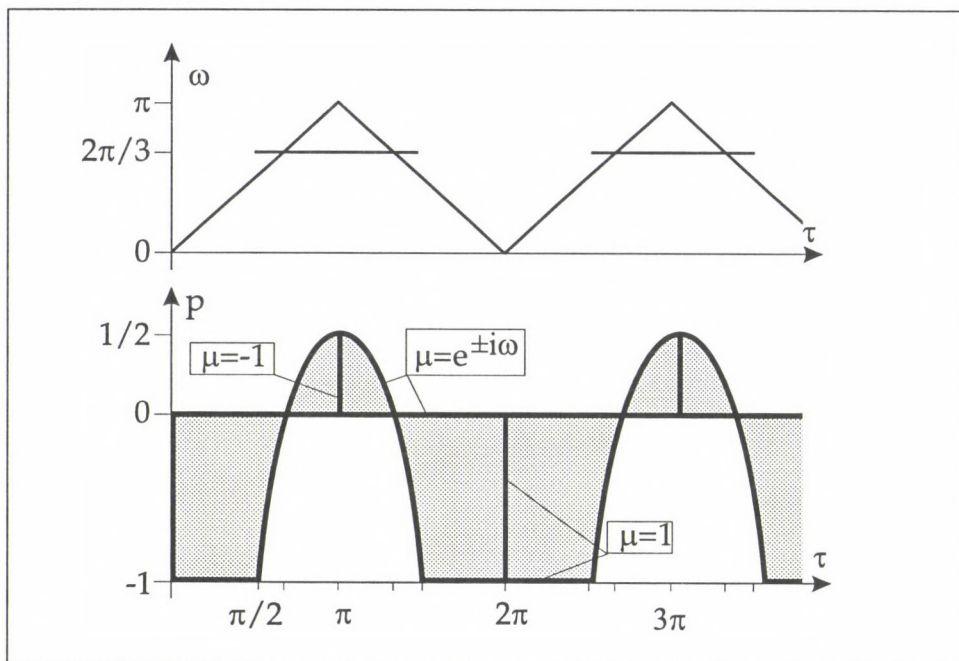 ω
π
2π/3
0
τ
p
1/2
μ=-1
μ=e^{±iω}
0
μ=1
τ
-1
π/2
π
2π
3π